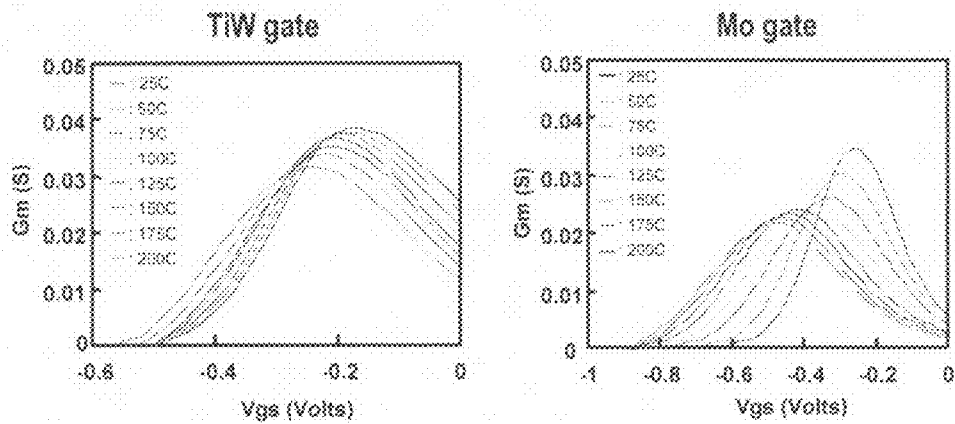 TiW gate
0.05
0.04
0.03
0.02
0.01
0
Gm (S)
25C
50C
75C
100C
125C
150C
175C
200C
-0.6
-0.4
-0.2
0
Vgs (Volts)
Mo gate
0.05
0.04
0.03
0.02
0.01
0
Gm (S)
25C
50C
75C
100C
125C
150C
175C
200C
-1
-0.8
-0.6
-0.4
-0.2
0
Vgs (Volts)